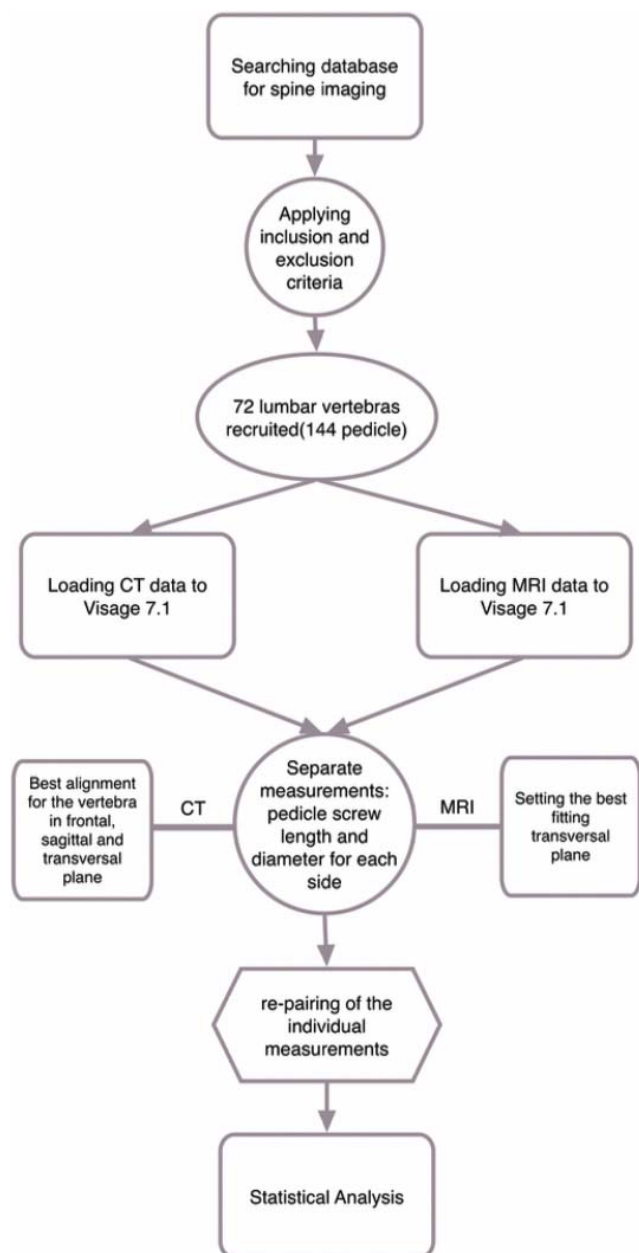 Searching database
for spine imaging
Applying
inclusion and
exclusion
criteria
72 lumbar vertebras
recruited(144 pedicle)
Loading CT data to
Visage 7.1
Loading MRI data to
Visage 7.1
Best alignment
for the vertebra
in frontal,
sagittal and
transversal
plane
CT
Separate
measurements:
pedicle screw
length and
diameter for each
side
MRI
Setting the best
fitting
transversal
plane
re-pairing of the
individual
measurements
Statistical Analysis